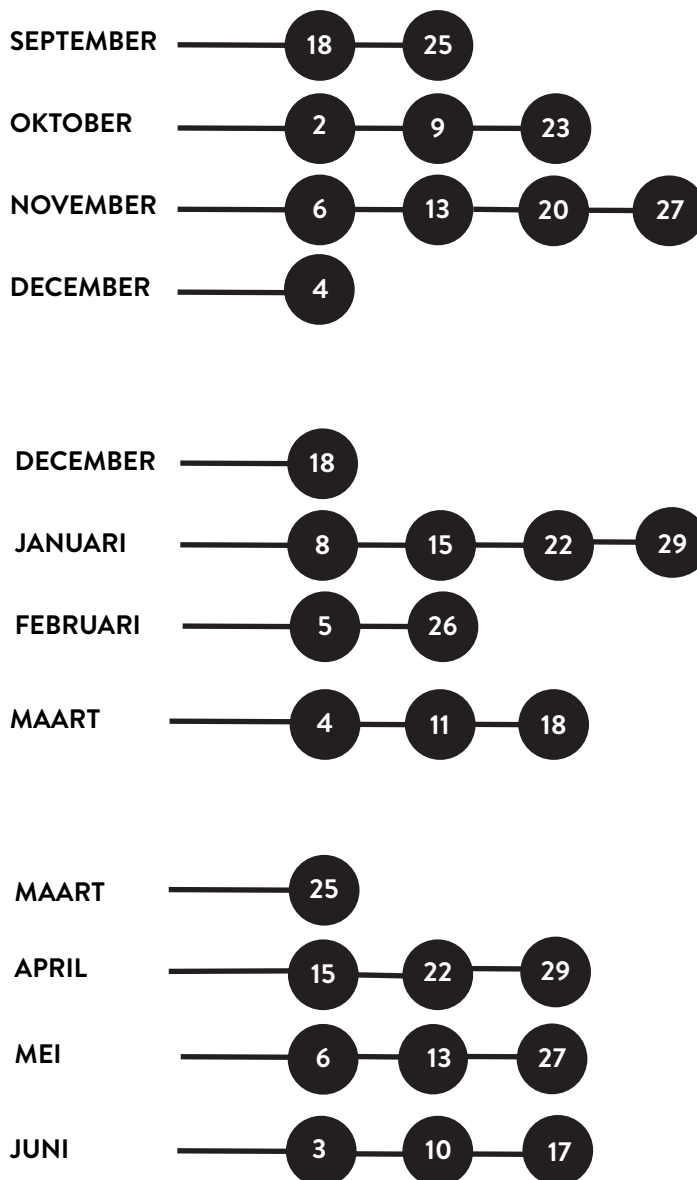 SEPTEMBER 18 25
OKTOBER 2 9 23
NOVEMBER 6 13 20 27
DECEMBER 4
DECEMBER 18
JANUARI 8 15 22 29
FEBRUARI 5 26
MAART 4 11 18
MAART 25
APRIL 15 22 29
MEI 6 13 27
JUNI 3 10 17